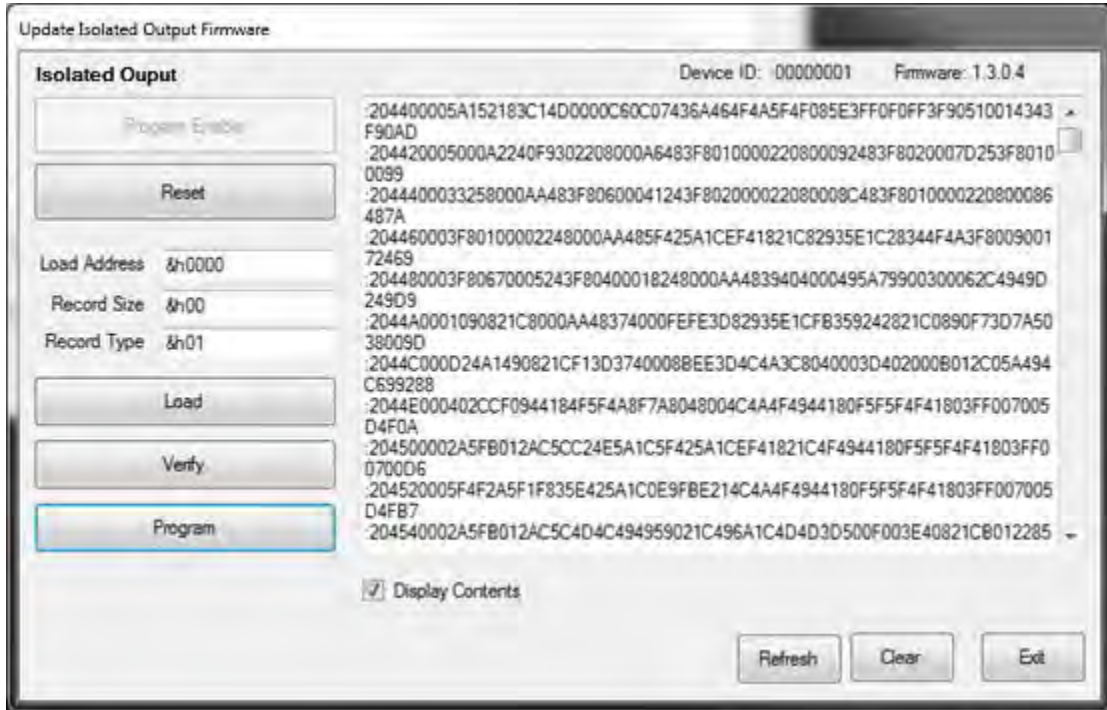 Update Isolated Output Firmware
Isolated Ouput
Device ID: 00000001 Firmware: 1.3.0.4
Program Enable
Reset
Load Address &h0000
Record Size &h00
Record Type &h01
Load
Verify
Program
:204400005A152183C14D0000C60C07436A464F4A5F4F085E3FF0F0FF3F90510014343
F90AD
:204420005000A2240F9302208000A6483F8010000220800092483F8020007D253F8010
0099
:2044400033258000AA483F80600041243F802000022080008C483F8010000220800086
487A
:204460003F80100002248000AA485F425A1CEF41821C82935E1C28344F4A3F8009001
72469
:204480003F80670005243F80400018248000AA4839404000495A79900300062C4949D
249D9
:2044A0001090821C8000AA48374000FEFE3D82935E1CFB359242821C0890F73D7A50
38009D
:2044C000D24A1490821CF13D3740008BEE3D4C4A3C8040003D402000B012C05A494
C699288
:2044E000402CCF0944184F5F4A8F7A8048004C4A4F4944180F5F5F4F41803FF007005
D4F0A
:204500002A5FB012AC5CC24E5A1C5F425A1CEF41821C4F4944180F5F5F4F41803FF0
0700D6
:204520005F4F2A5F1F835E425A1C0E9FBE214C4A4F4944180F5F5F4F41803FF007005
D4FB7
:204540002A5FB012AC5C4D4C494959021C496A1C4D4D3D500F003E40821CB012285
Display Contents
Refresh Clear Exit